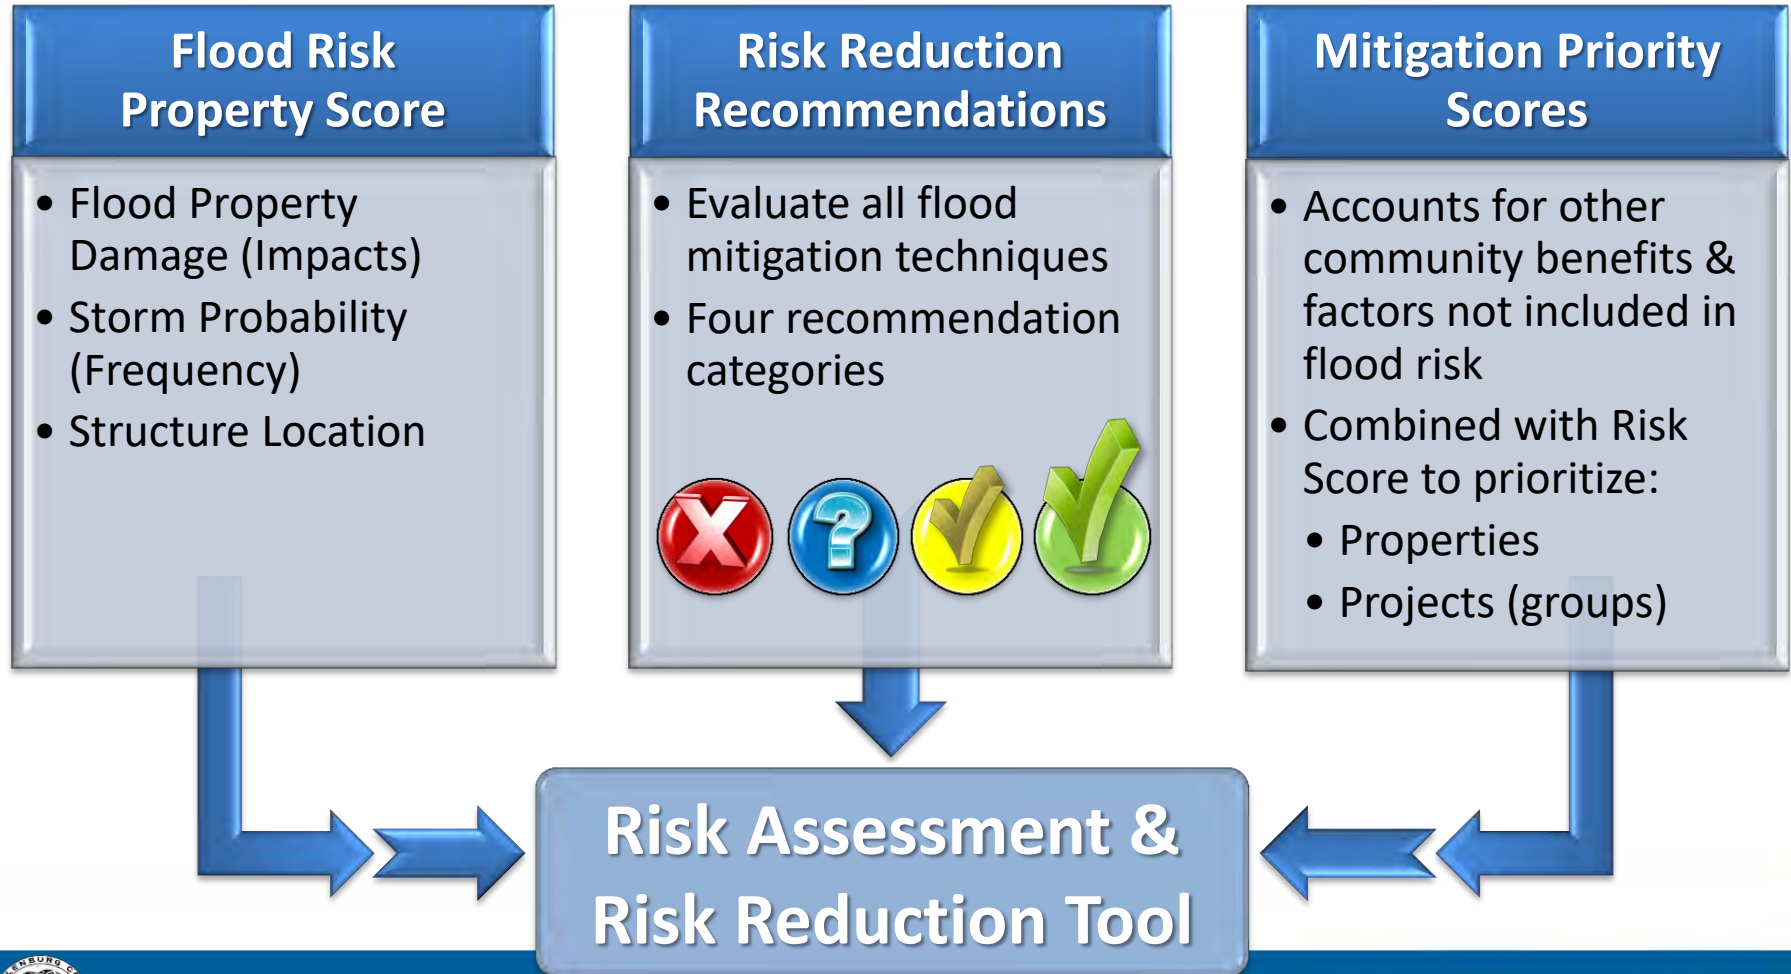 Flood Risk
Property Score
• Flood Property
Damage (Impacts)
• Storm Probability
(Frequency)
• Structure Location
Risk Reduction
Recommendations
• Evaluate all flood
mitigation techniques
• Four recommendation
categories
X ? ✓ ✓
Mitigation Priority
Scores
• Accounts for other
community benefits &
factors not included in
flood risk
• Combined with Risk
Score to prioritize:
• Properties
• Projects (groups)
Risk Assessment &
Risk Reduction Tool